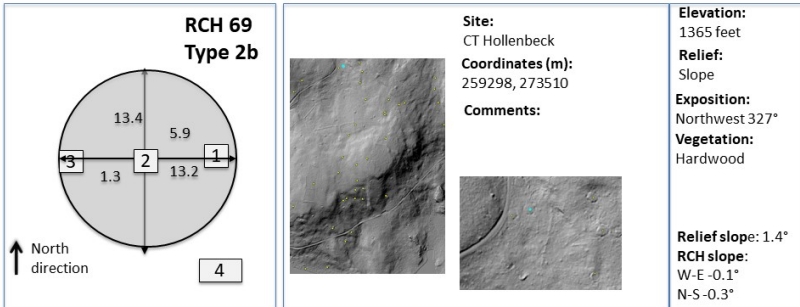 RCH 69
Type 2b
13.4
5.9
3
2
1
1.3
13.2
North
direction
4
Site:
CT Hollenbeck
Coordinates (m):
259298, 273510
Comments:
Elevation:
1365 feet
Relief:
Slope
Exposition:
Northwest 327°
Vegetation:
Hardwood
Relief slope: 1.4°
RCH slope:
W-E -0.1°
N-S -0.3°